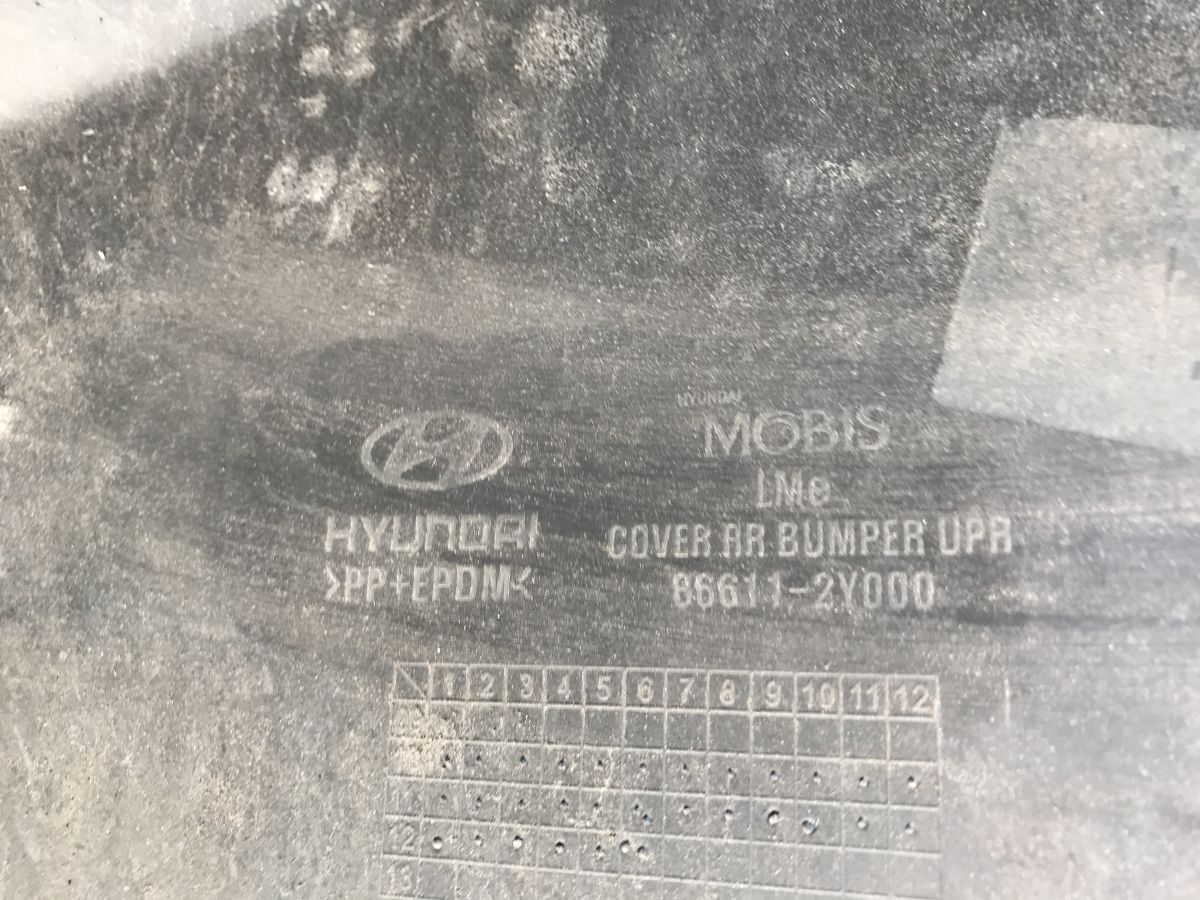 HYUNDAI
MOBIS
LMe
HYUNDAI
COVER RR BUMPER UPR
>PP+EPDM<
86611-2Y000
1 2 3 4 5 6 7 8 9 10 11 12
12
13